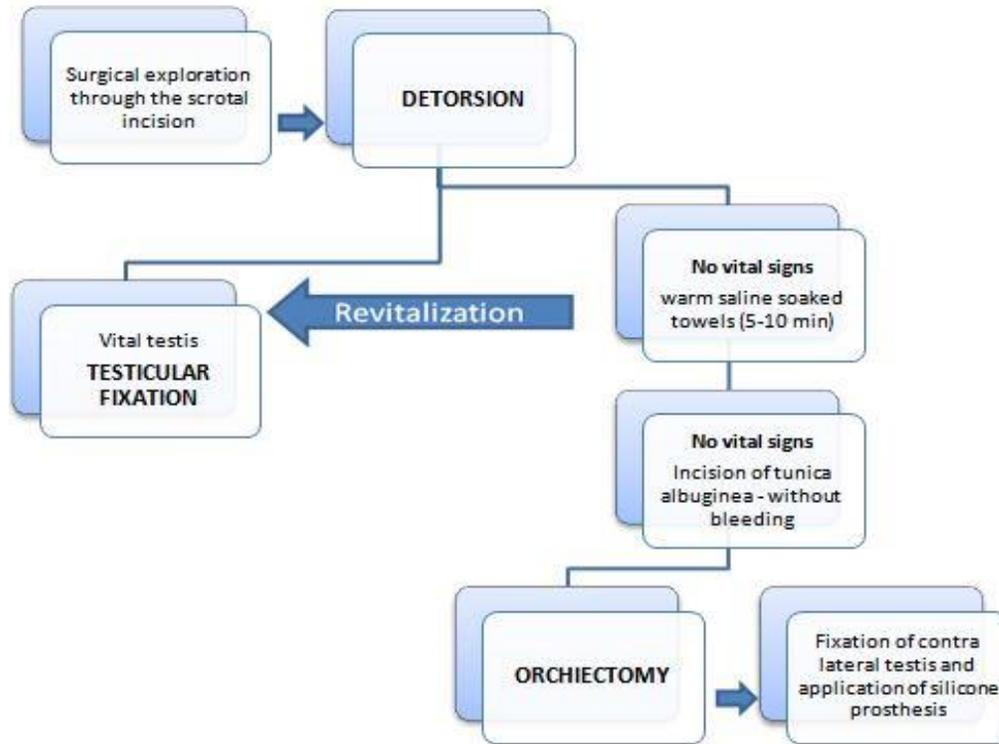 Surgical exploration
through the scrotal
incision
DETORSION
No vital signs
warm saline soaked
towels (5-10 min)
Revitalization
Vital testis
TESTICULAR
FIXATION
No vital signs
Incision of tunica
albuginea - without
bleeding
ORCHIECTOMY
Fixation of contra
lateral testis and
application of silicone
prosthesis